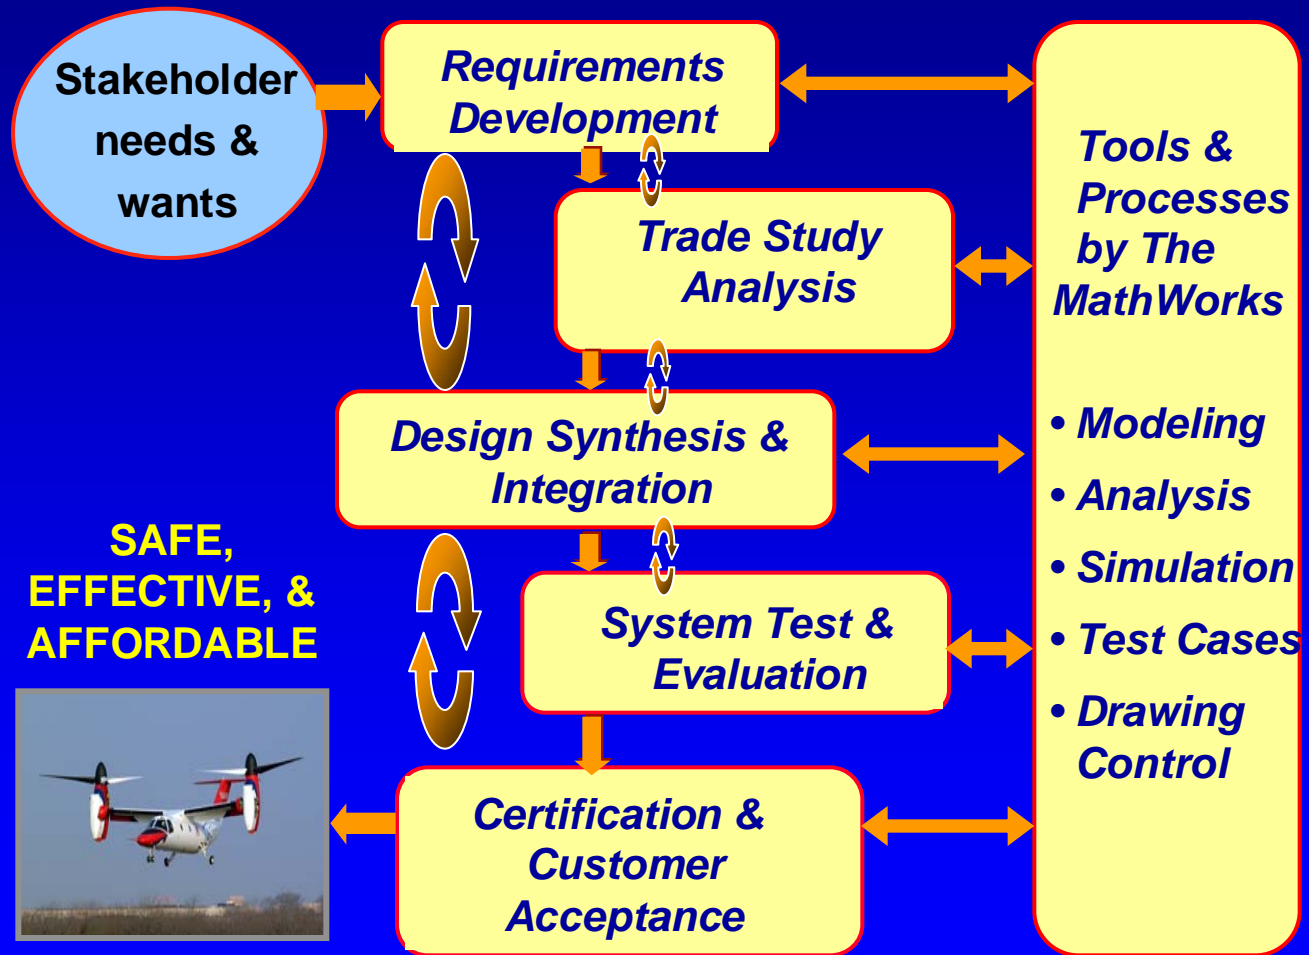 Stakeholder
needs &
wants
Requirements
Development
Trade Study
Analysis
Design Synthesis &
Integration
System Test &
Evaluation
Certification &
Customer
Acceptance
SAFE,
EFFECTIVE, &
AFFORDABLE
Tools &
Processes
by The
MathWorks
• Modeling
• Analysis
• Simulation
• Test Cases
• Drawing
Control